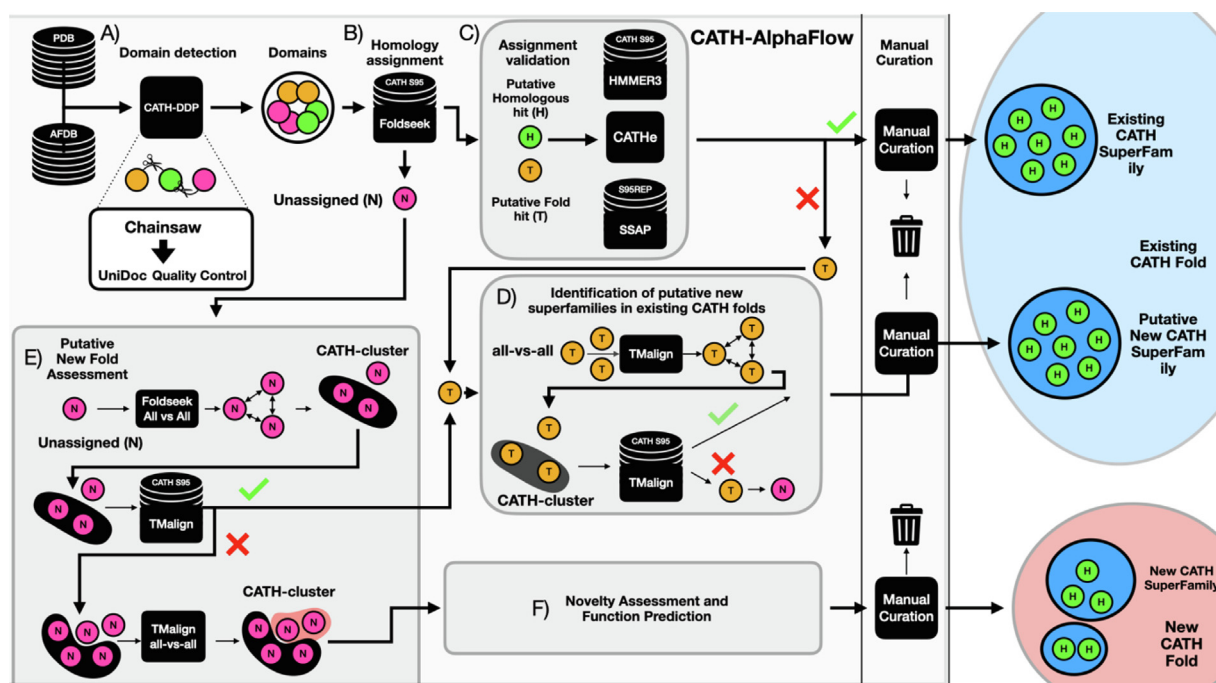 PDB
AFDB
A)
Domain detection
CATH-DDP
Chainsaw
UniDoc Quality Control
Domains
B)
Homology
assignment
CATH S95
Foldseek
Unassigned (N)
N
C)
Assignment
validation
Putative
Homologous
hit (H)
H
T
Putative Fold
hit (T)
CATH S95
HMMER3
CATHe
S95REP
SSAP
CATH-AlphaFlow
T
Manual
Curation
Manual
Curation
Manual
Curation
Manual
Curation
H
H
H
H
H
H
H
Existing
CATH
SuperFam
ily
Existing
CATH Fold
H
H
H
H
H
H
H
Putative
New CATH
SuperFam
ily
D)
Identification of putative new
superfamilies in existing CATH folds
all-vs-all
T
T
T
TMalign
T
T
T
T
T
T
T
CATH-cluster
CATH S95
TMalign
T
N
E)
Putative
New Fold
Assessment
N
Foldseek
All vs All
N
N
N
CATH-cluster
N
N
N
N
Unassigned (N)
N
N
N
N
CATH S95
TMalign
N
N
N
N
N
N
TMalign
all-vs-all
CATH-cluster
N
N
N
N
N
N
F)
Novelty Assessment and
Function Prediction
H
H
H
New CATH
SuperFamily
H
H
New
CATH
Fold